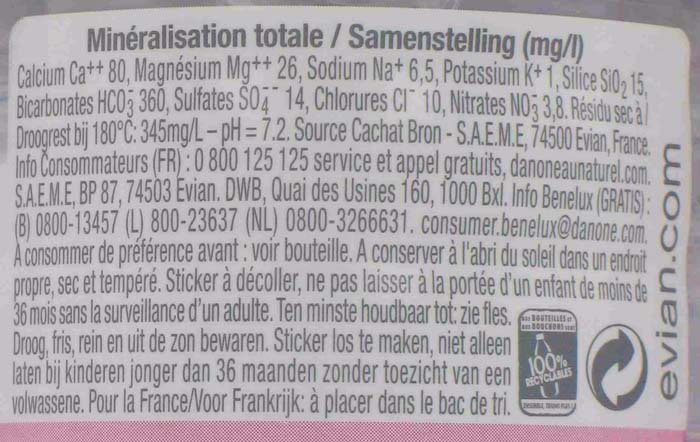 Minéralisation totale / Samenstelling (mg/l)
Calcium Ca⁺⁺ 80, Magnésium Mg⁺⁺ 26, Sodium Na⁺ 6,5, Potassium K⁺ 1, Silice SiO₂ 15,
Bicarbonates HCO₃⁻ 360, Sulfates SO₄⁻⁻ 14, Chlorures Cl⁻ 10, Nitrates NO₃⁻ 3,8. Résidu sec à /
Droogrest bij 180°C: 345mg/L – pH = 7.2. Source Cachat Bron - S.A.E.M.E, 74500 Evian, France.
Info Consommateurs (FR) : 0 800 125 125 service et appel gratuits, danoneaunaturel.com.
S.A.E.M.E, BP 87, 74503 Evian. DWB, Quai des Usines 160, 1000 Bxl. Info Benelux (GRATIS) :
(B) 0800-13457 (L) 800-23637 (NL) 0800-3266631. consumer.benelux@danone.com.
A consommer de préférence avant : voir bouteille. A conserver à l'abri du soleil dans un endroit
propre, sec et tempéré. Sticker à décoller, ne pas laisser à la portée d'un enfant de moins de
36 mois sans la surveillance d'un adulte. Ten minste houdbaar tot: zie fles.
Droog, fris, rein en uit de zon bewaren. Sticker los te maken, niet alleen
laten bij kinderen jonger dan 36 maanden zonder toezicht van een
volwassene. Pour la France/Voor Frankrijk: à placer dans le bac de tri.
BOUTEILLES et
BOUCHONS sont
100%
RECYCLABLES
evian.com